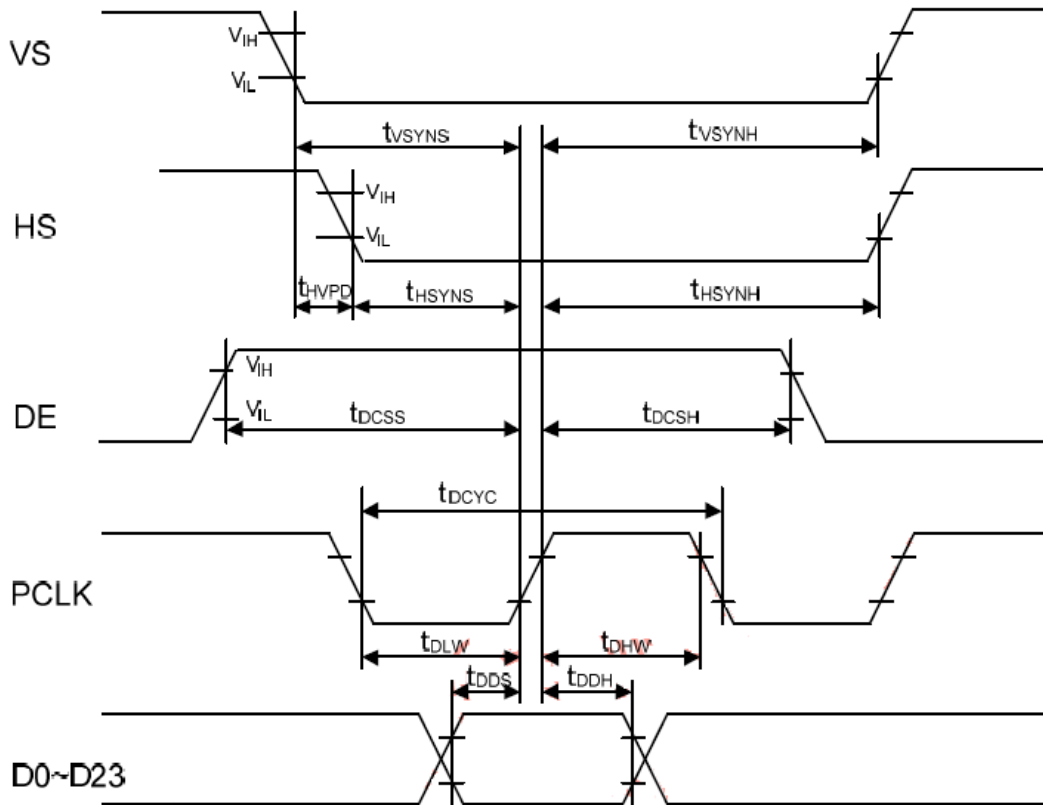 VS
VIH
VIL
tVSYNS
tVSYNH
HS
VIH
VIL
tHVPD
tHSYNS
tHSYNH
DE
VIH
VIL
tDCSS
tDCSH
tDCYC
PCLK
tDLW
tDHW
tDDS
tDDH
D0~D23